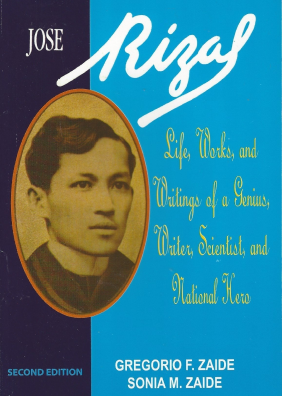 JOSE
Rizal
Life, Works, and
Writings of a Genius,
Writer, Scientist, and
National Hero
SECOND EDITION
GREGORIO F. ZAIDE
SONIA M. ZAIDE